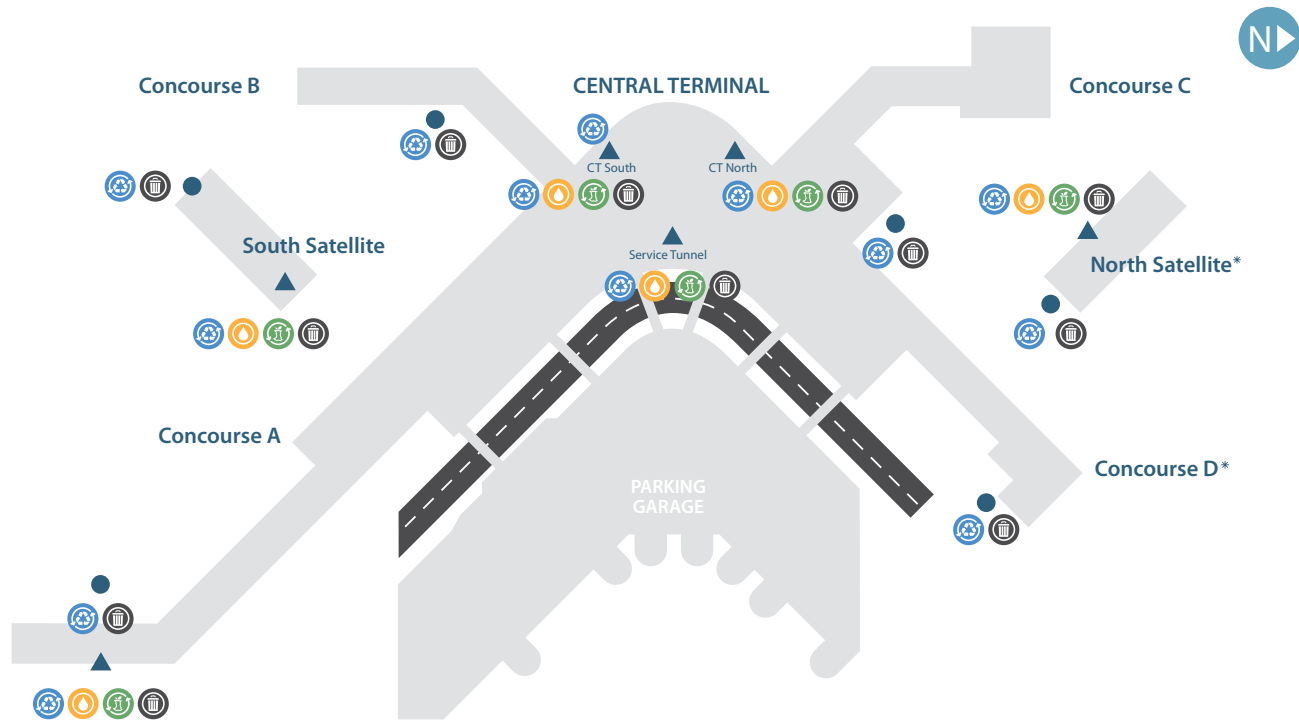 N
Concourse B
CENTRAL TERMINAL
Concourse C
CT South
CT North
South Satellite
Service Tunnel
North Satellite*
Concourse A
Concourse D*
PARKING
GARAGE